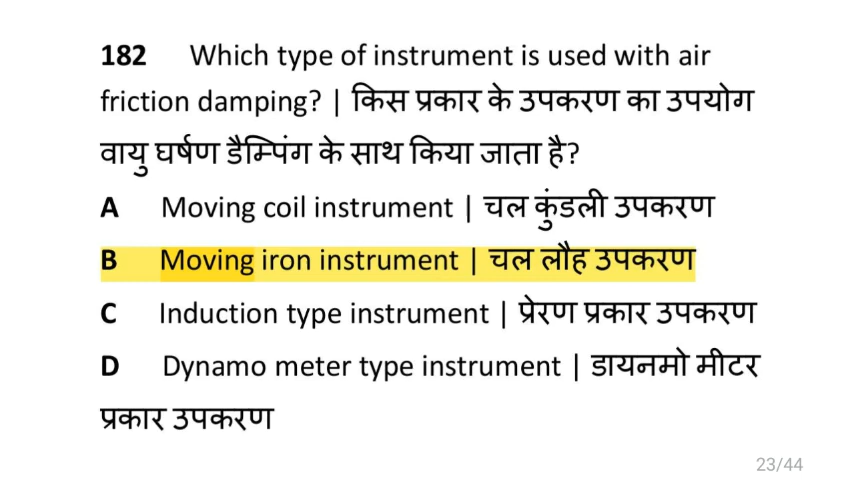 182 Which type of instrument is used with air
friction damping? | किस प्रकार के उपकरण का उपयोग
वायु घर्षण डैम्पिंग के साथ किया जाता है?
A Moving coil instrument | चल कुंडली उपकरण
B Moving iron instrument | चल लौह उपकरण
C Induction type instrument | प्रेरण प्रकार उपकरण
D Dynamo meter type instrument | डायनमो मीटर
प्रकार उपकरण
23/44